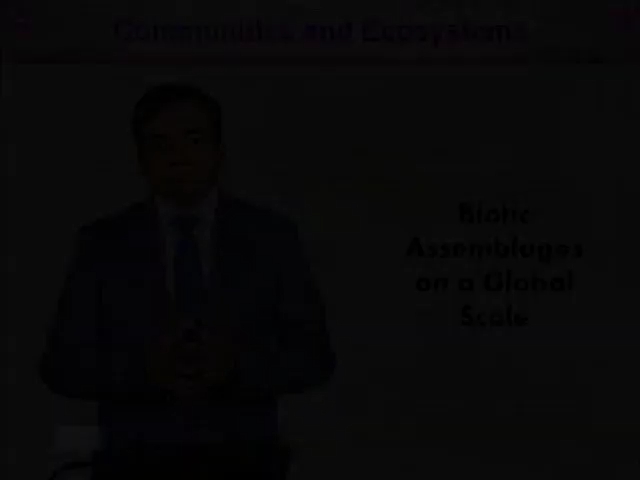 Communities and Ecosystems
Biotic
Assemblages
on a Global
Scale